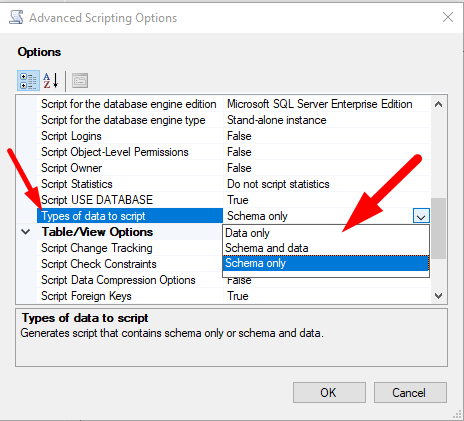 Advanced Scripting Options
Options
A
Z
Script for the database engine edition Microsoft SQL Server Enterprise Edition
Script for the database engine type Stand-alone instance
Script Logins False
Script Object-Level Permissions False
Script Owner False
Script Statistics Do not script statistics
Script USE DATABASE True
Types of data to script Schema only
Table/View Options Data only
Script Change Tracking Schema and data
Script Check Constraints Schema only
Script Data Compression Options False
Script Foreign Keys True
Types of data to script
Generates script that contains schema only or schema and data.
OK Cancel